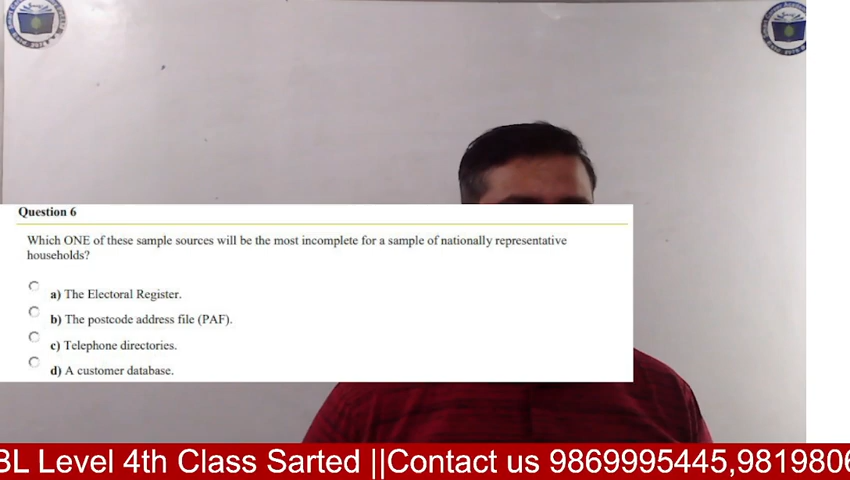 Question 6
Which ONE of these sample sources will be the most incomplete for a sample of nationally representative
households?
a) The Electoral Register.
b) The postcode address file (PAF).
c) Telephone directories.
d) A customer database.
BL Level 4th Class Sarted ||Contact us 9869995445,9819806